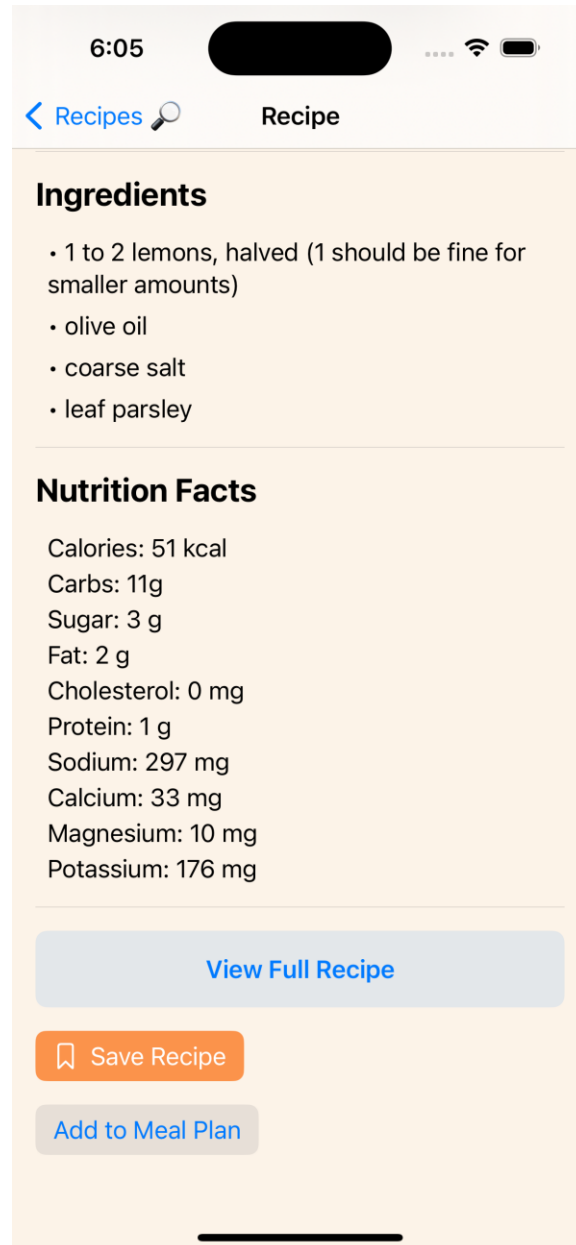 6:05
Recipes 🔎 Recipe
Ingredients
• 1 to 2 lemons, halved (1 should be fine for
smaller amounts)
• olive oil
• coarse salt
• leaf parsley
Nutrition Facts
Calories: 51 kcal
Carbs: 11g
Sugar: 3 g
Fat: 2 g
Cholesterol: 0 mg
Protein: 1 g
Sodium: 297 mg
Calcium: 33 mg
Magnesium: 10 mg
Potassium: 176 mg
View Full Recipe
Save Recipe
Add to Meal Plan